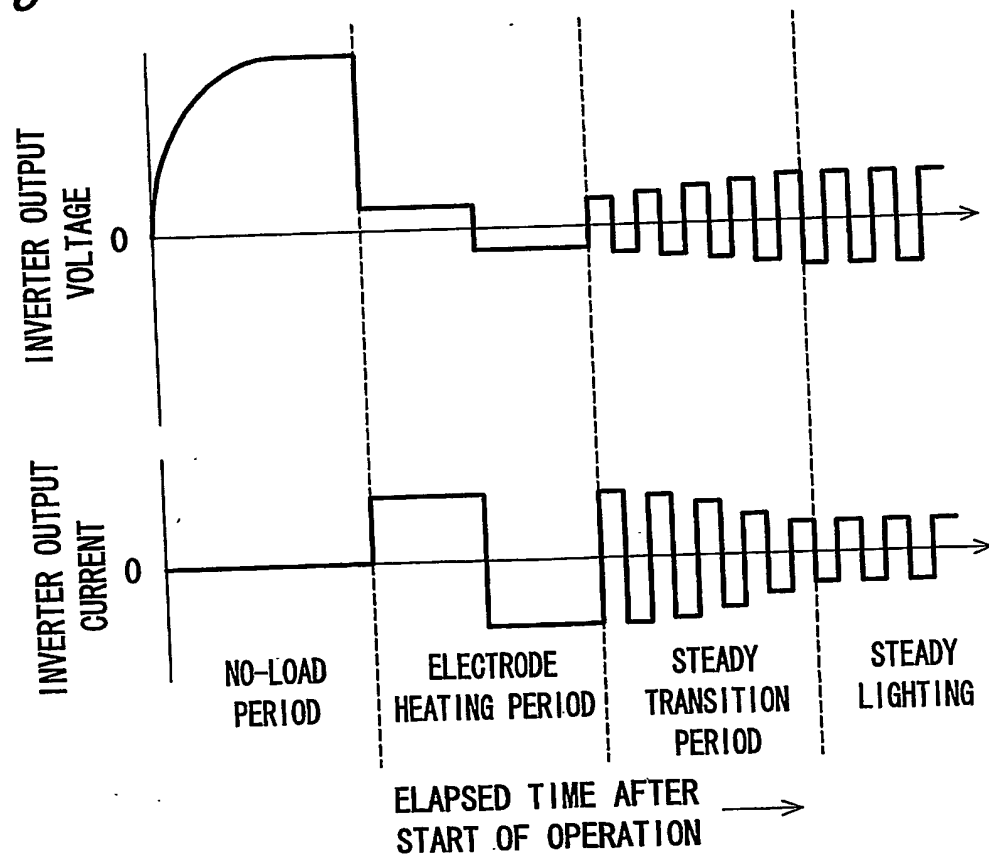 INVERTER OUTPUT
VOLTAGE
0
INVERTER OUTPUT
CURRENT
0
NO-LOAD
PERIOD
ELECTRODE
HEATING PERIOD
STEADY
TRANSITION
PERIOD
STEADY
LIGHTING
ELAPSED TIME AFTER
START OF OPERATION